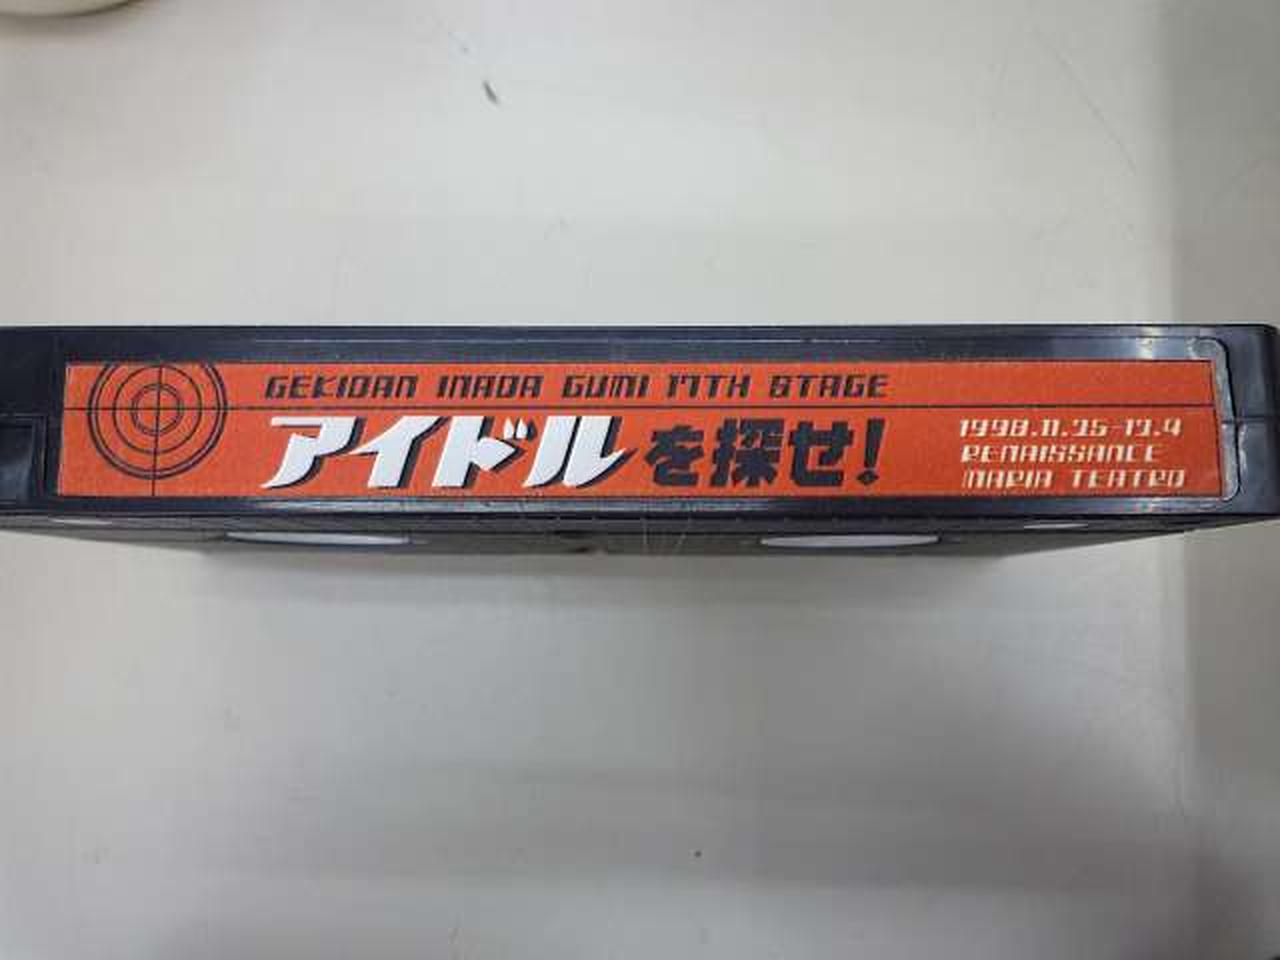 GEKIDAN INADA GUMI 17TH STAGE
アイドルを探せ!
1998.11.25-12.4
RENAISSANCE
MARIA TEATRO